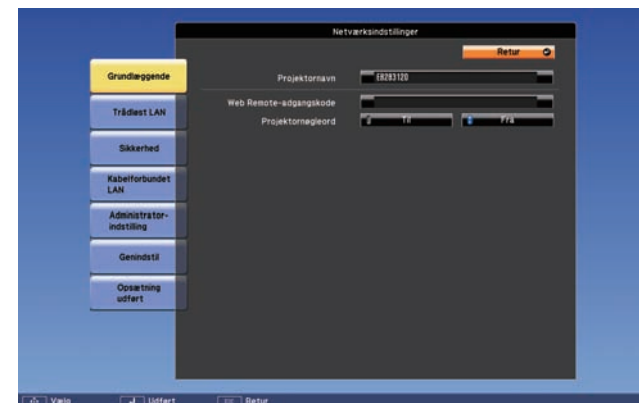 Netværksindstillinger
Retur
Grundlæggende
Projektornavn EB283120
Web Remote-adgangskode
Trådløst LAN
Projektornøgleord Til Fra
Sikkerhed
Kabelforbundet
LAN
Administrator-
indstilling
Genindstil
Opsætning
udført
Vælg Udført Retur